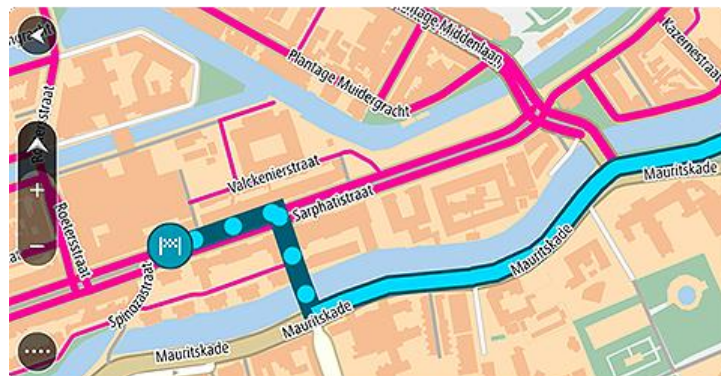 Plantage Middenlaan
Kazernestraat
Plantage Muidergracht
Roetersstraat
Valckenierstraat
Mauritskade
Sarphatistraat
+
−
Roetersstraat
Mauritskade
Spinozastraat
Mauritskade
Mauritskade